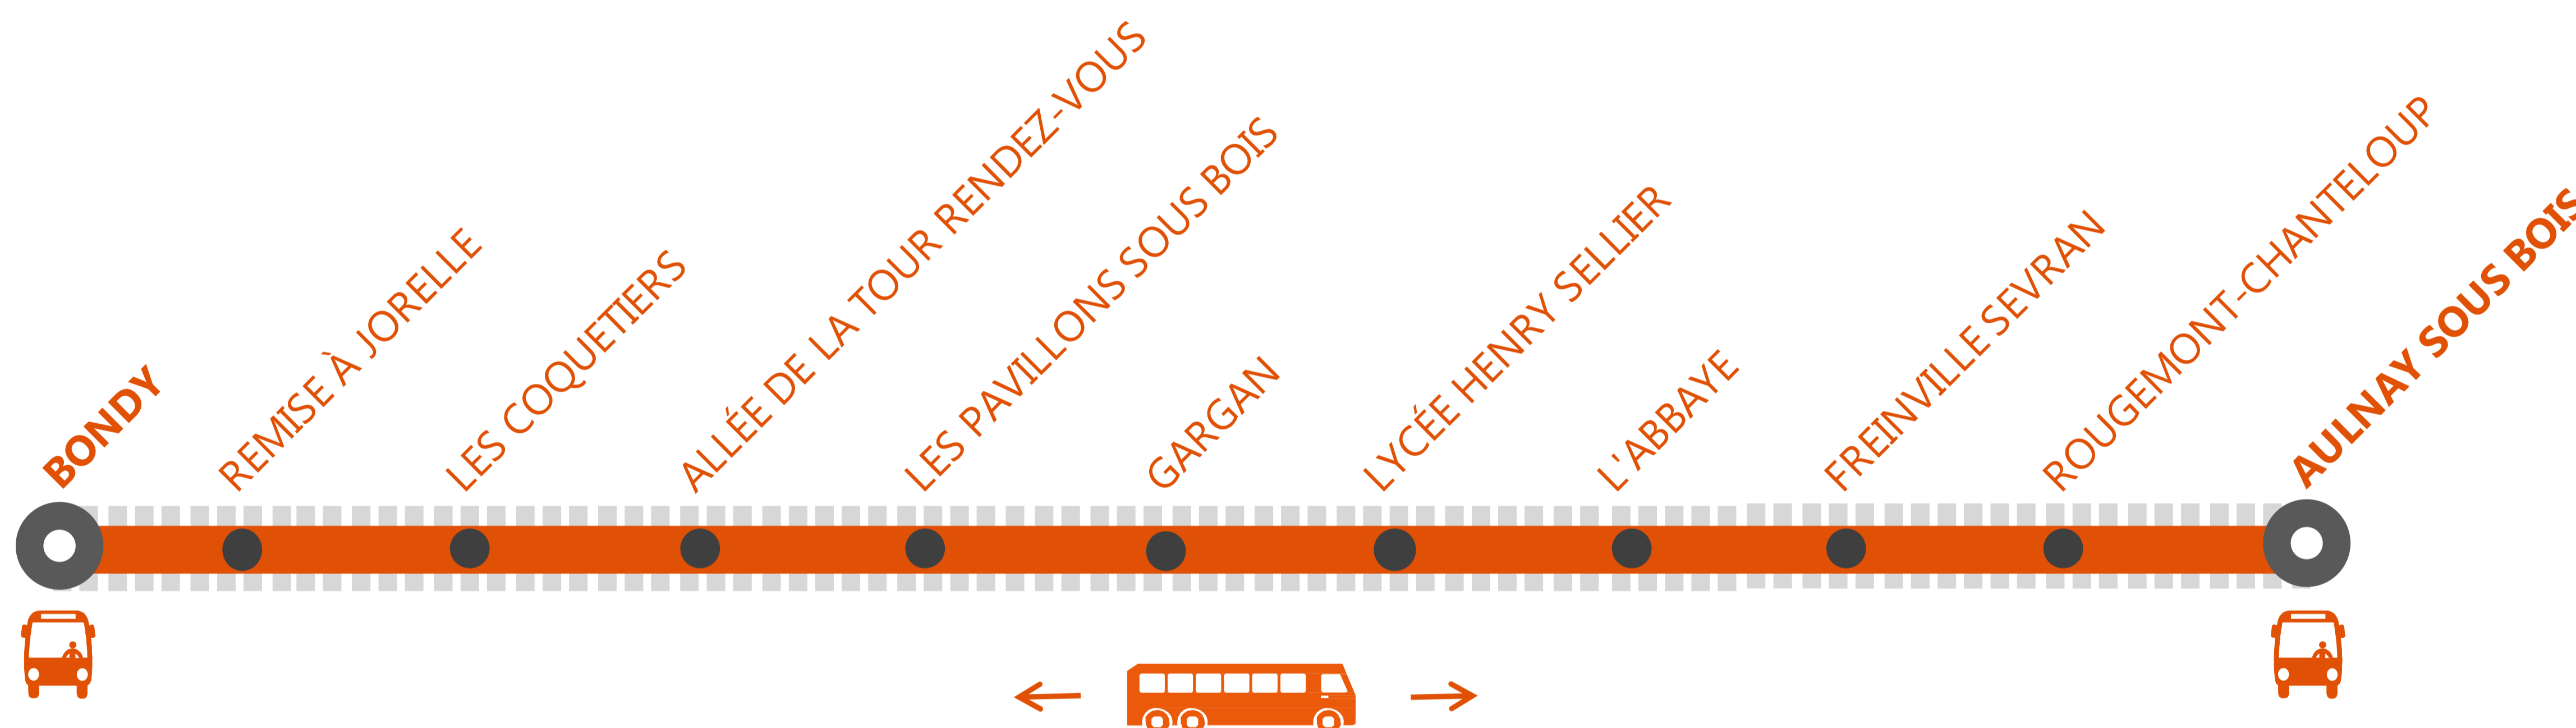 BONDY
REMISE À JORELLE
LES COQUETIERS
ALLÉE DE LA TOUR RENDEZ-VOUS
LES PAVILLONS SOUS BOIS
GARGAN
LYCÉE HENRY SELLIER
L'ABBAYE
FREINVILLE SEVRAN
ROUGEMONT-CHANTELOUP
AULNAY SOUS BOIS